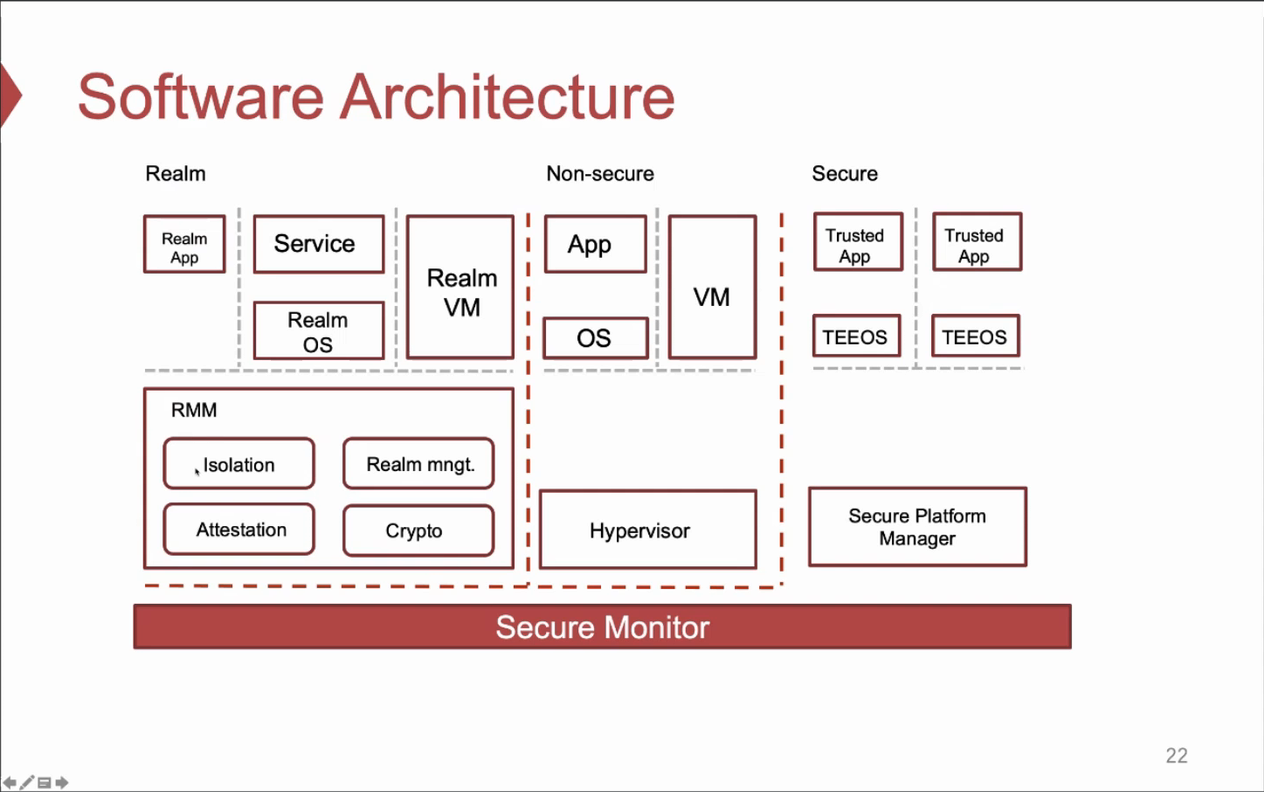 Software Architecture
Realm
Non-secure
Secure
Realm
App
Service
Realm
OS
Realm
VM
App
OS
VM
Trusted
App
Trusted
App
TEEOS
TEEOS
RMM
Isolation
Realm mngt.
Attestation
Crypto
Hypervisor
Secure Platform
Manager
Secure Monitor
22